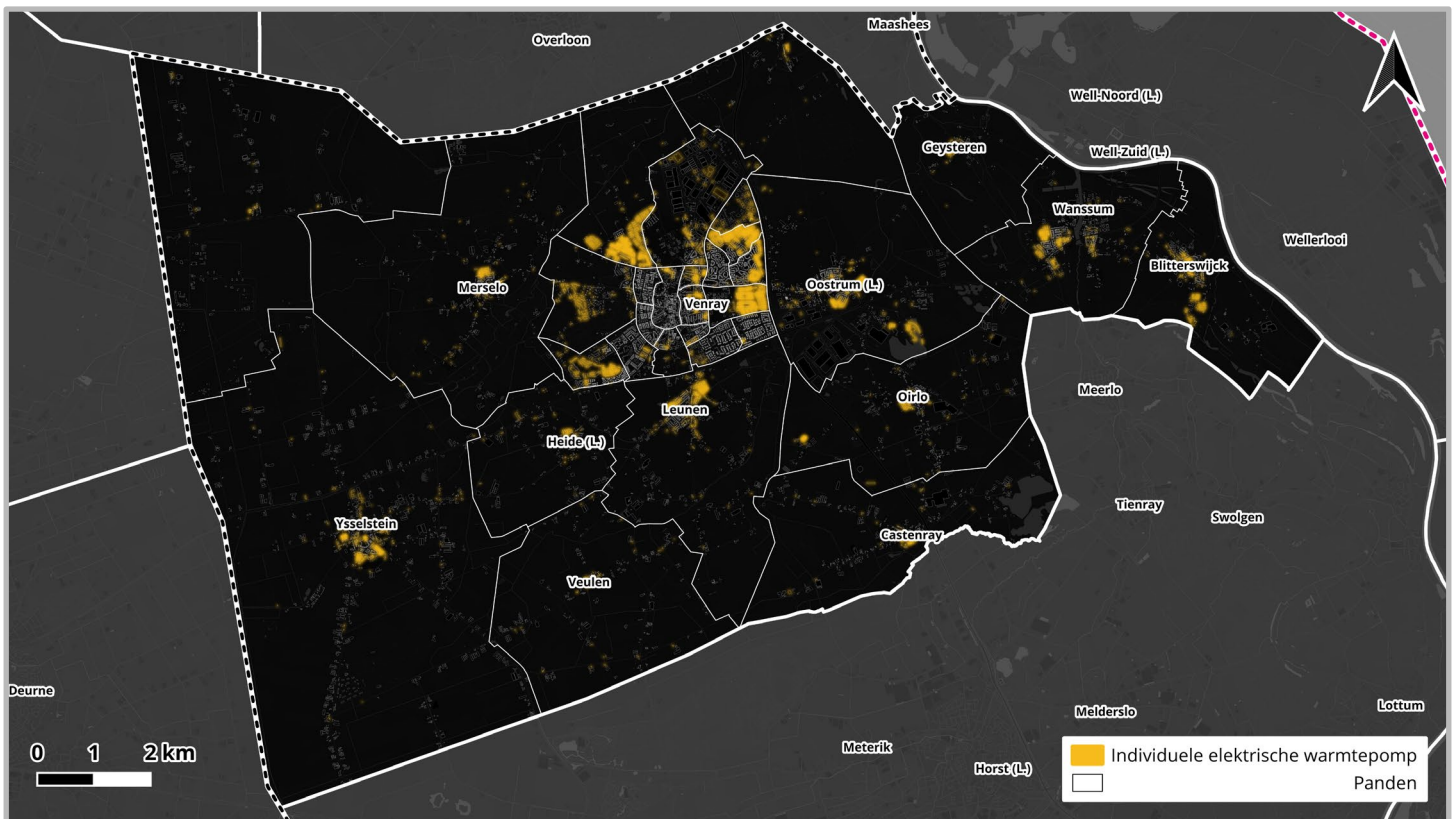 Maashees
Overloon
Well-Noord (L.)
Geysteren
Well-Zuid (L.)
Wanssum
Wellerlooi
Blitterswijck
Merselo
Oostrum (L.)
Venray
Meerlo
Oirlo
Leunen
Heide (L.)
Tienray
Swolgen
Ysselstein
Castenray
Veulen
Deurne
Lottum
Melderslo
Meterik
Horst (L.)
0 1 2 km
Individuele elektrische warmtepomp
Panden